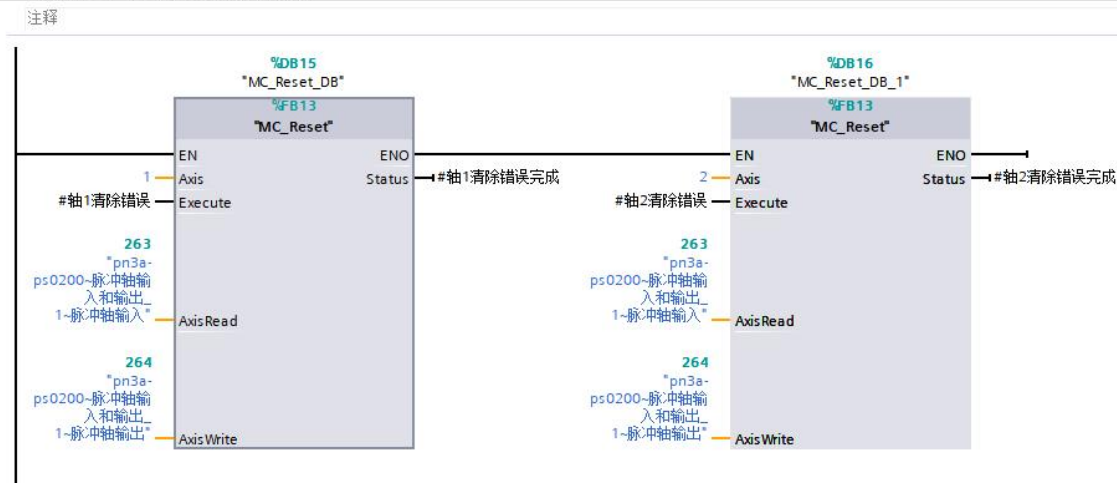 注释
%DB15
"MC_Reset_DB"
%FB13
"MC_Reset"
EN
ENO
1
Axis
Status
#轴1清除错误完成
#轴1清除错误
Execute
263
"pn3a-
ps0200~脉冲轴输
入和输出_
1~脉冲轴输入"
AxisRead
264
"pn3a-
ps0200~脉冲轴输
入和输出_
1~脉冲轴输出"
AxisWrite
%DB16
"MC_Reset_DB_1"
%FB13
"MC_Reset"
EN
ENO
2
Axis
Status
#轴2清除错误完成
#轴2清除错误
Execute
263
"pn3a-
ps0200~脉冲轴输
入和输出_
1~脉冲轴输入"
AxisRead
264
"pn3a-
ps0200~脉冲轴输
入和输出_
1~脉冲轴输出"
AxisWrite